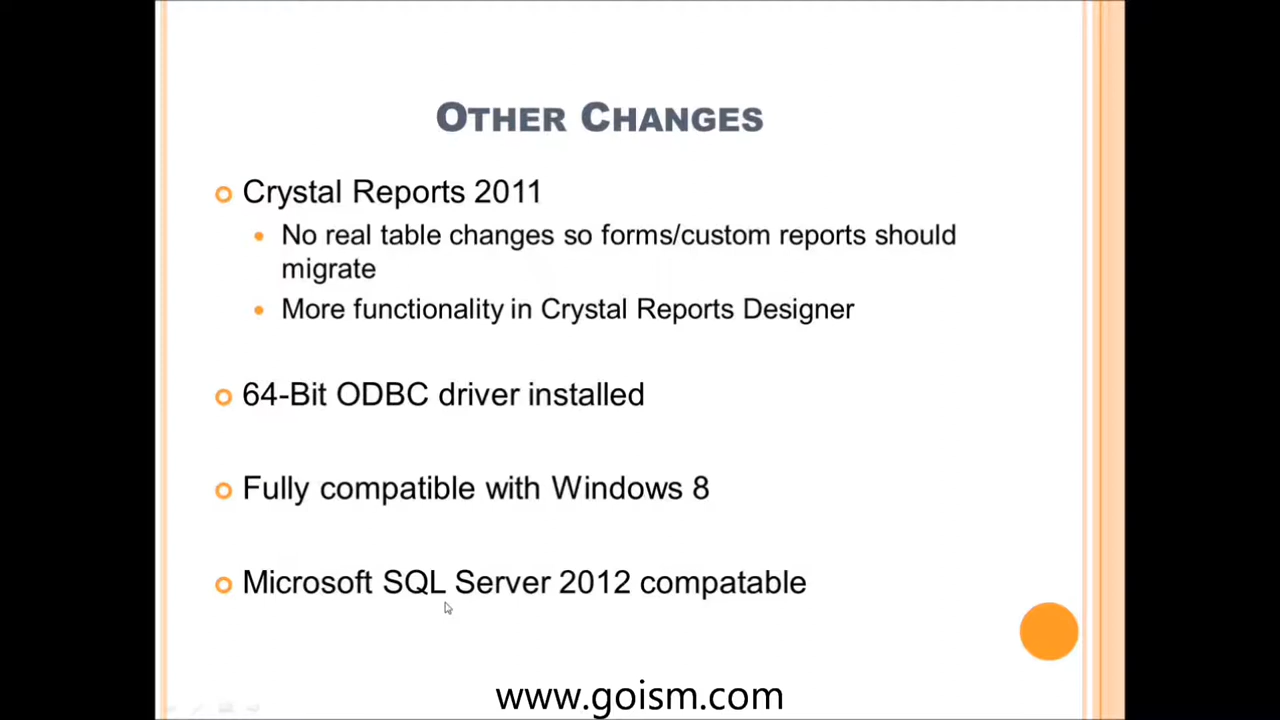 OTHER CHANGES
Crystal Reports 2011
No real table changes so forms/custom reports should
migrate
More functionality in Crystal Reports Designer
64-Bit ODBC driver installed
Fully compatible with Windows 8
Microsoft SQL Server 2012 compatable
www.goism.com